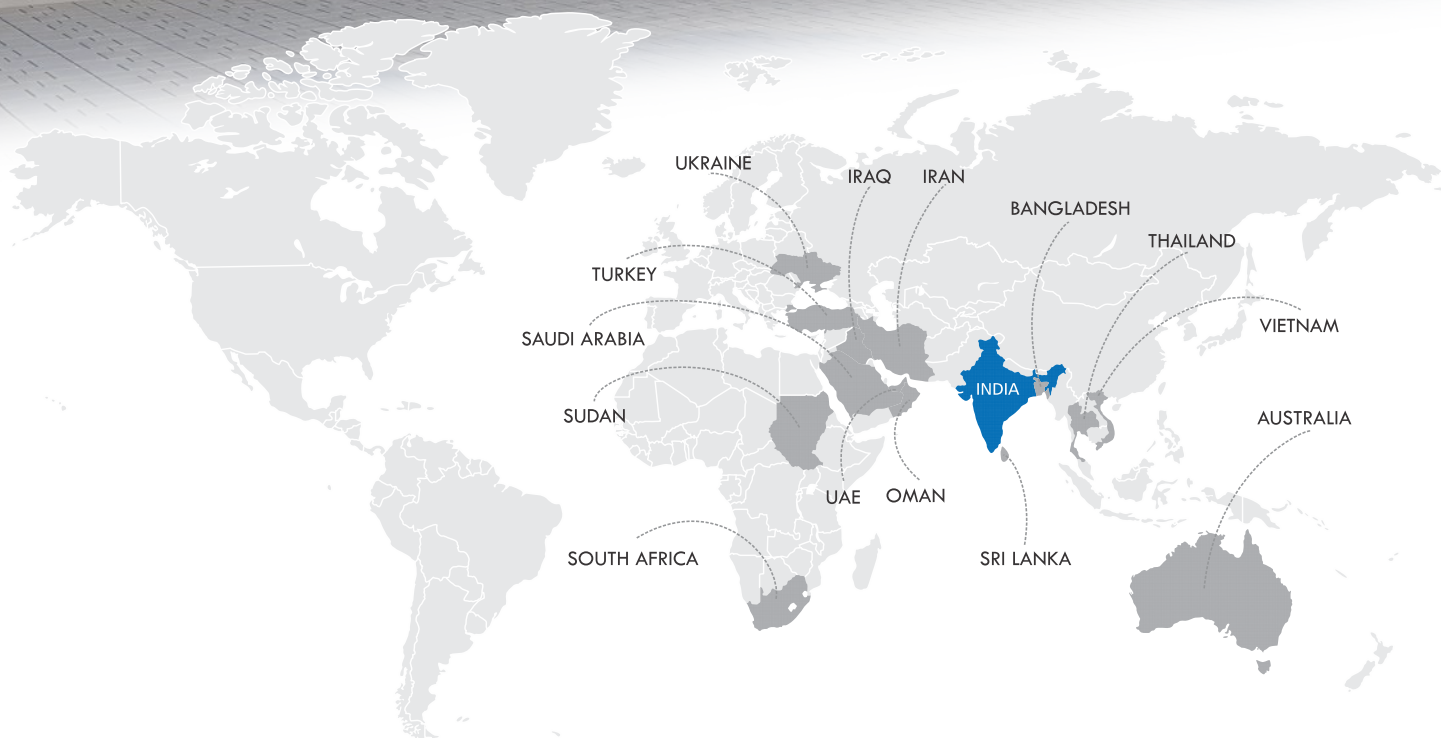 UKRAINE
IRAQ
IRAN
BANGLADESH
THAILAND
TURKEY
VIETNAM
SAUDI ARABIA
INDIA
SUDAN
AUSTRALIA
UAE
OMAN
SOUTH AFRICA
SRI LANKA